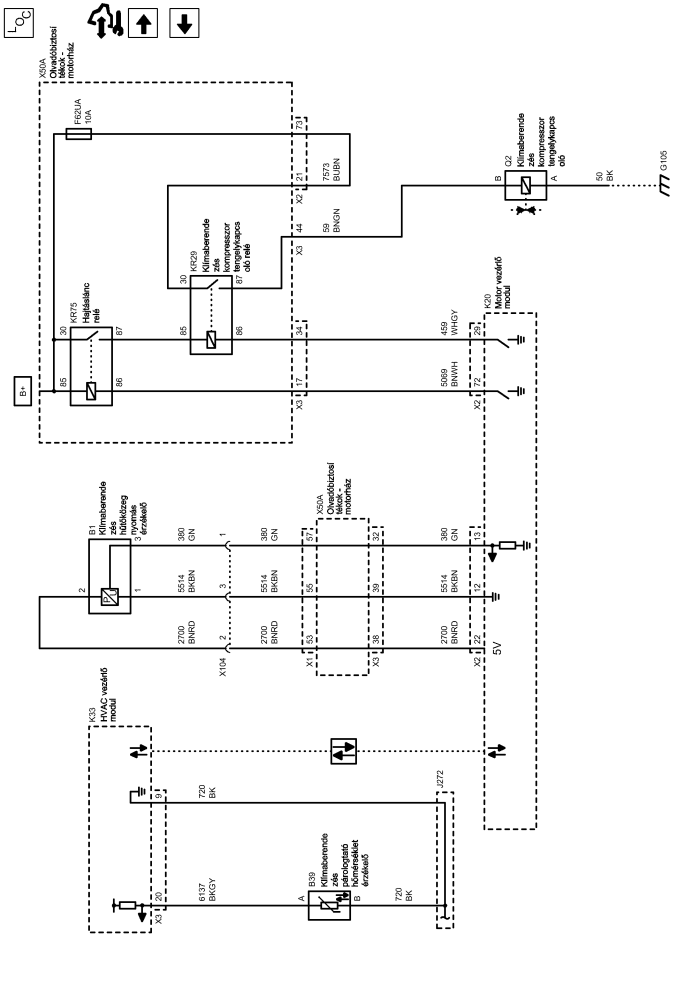 LOC
X50A
Olvadóbiztosí
tékok -
motorház
F62UA
10A
73
21
X2
7573
BUBN
44
X3
59
BNGN
B
Q2
Klímaberende
zés
kompresszor
tengelykapcs
oló
A
50
BK
G105
KR29
Klímaberende
zés
kompresszor
tengelykapcs
oló relé
30
87
85
86
KR75
Hajtáslánc
relé
30
87
85
86
B+
34
17
X3
459
WHGY
5069
BNWH
29
72
X2
K20
Motor vezérlő
modul
B1
Klímaberende
zés
hűtőközeg
nyomás
érzékelő
2
3
1
P
U
380
GN
5514
BKBN
2700
BNRD
1
3
2
X104
380
GN
5514
BKBN
2700
BNRD
57
55
53
X1
X50A
Olvadóbiztosí
tékok -
motorház
32
39
38
X3
380
GN
5514
BKBN
2700
BNRD
13
12
22
X2
5V
K33
HVAC vezérlő
modul
9
20
X3
720
BK
6137
BKGY
A
B39
Klímaberende
zés
párologtató
hőmérséklet
érzékelő
B
720
BK
J272